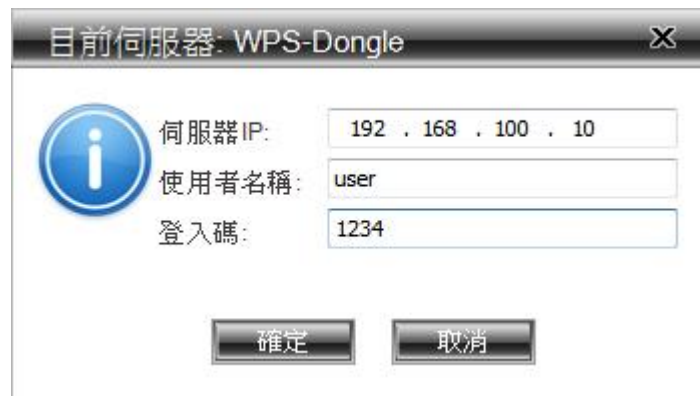 目前伺服器: WPS-Dongle
伺服器IP: 192 . 168 . 100 . 10
使用者名稱: user
登入碼: 1234
確定 取消